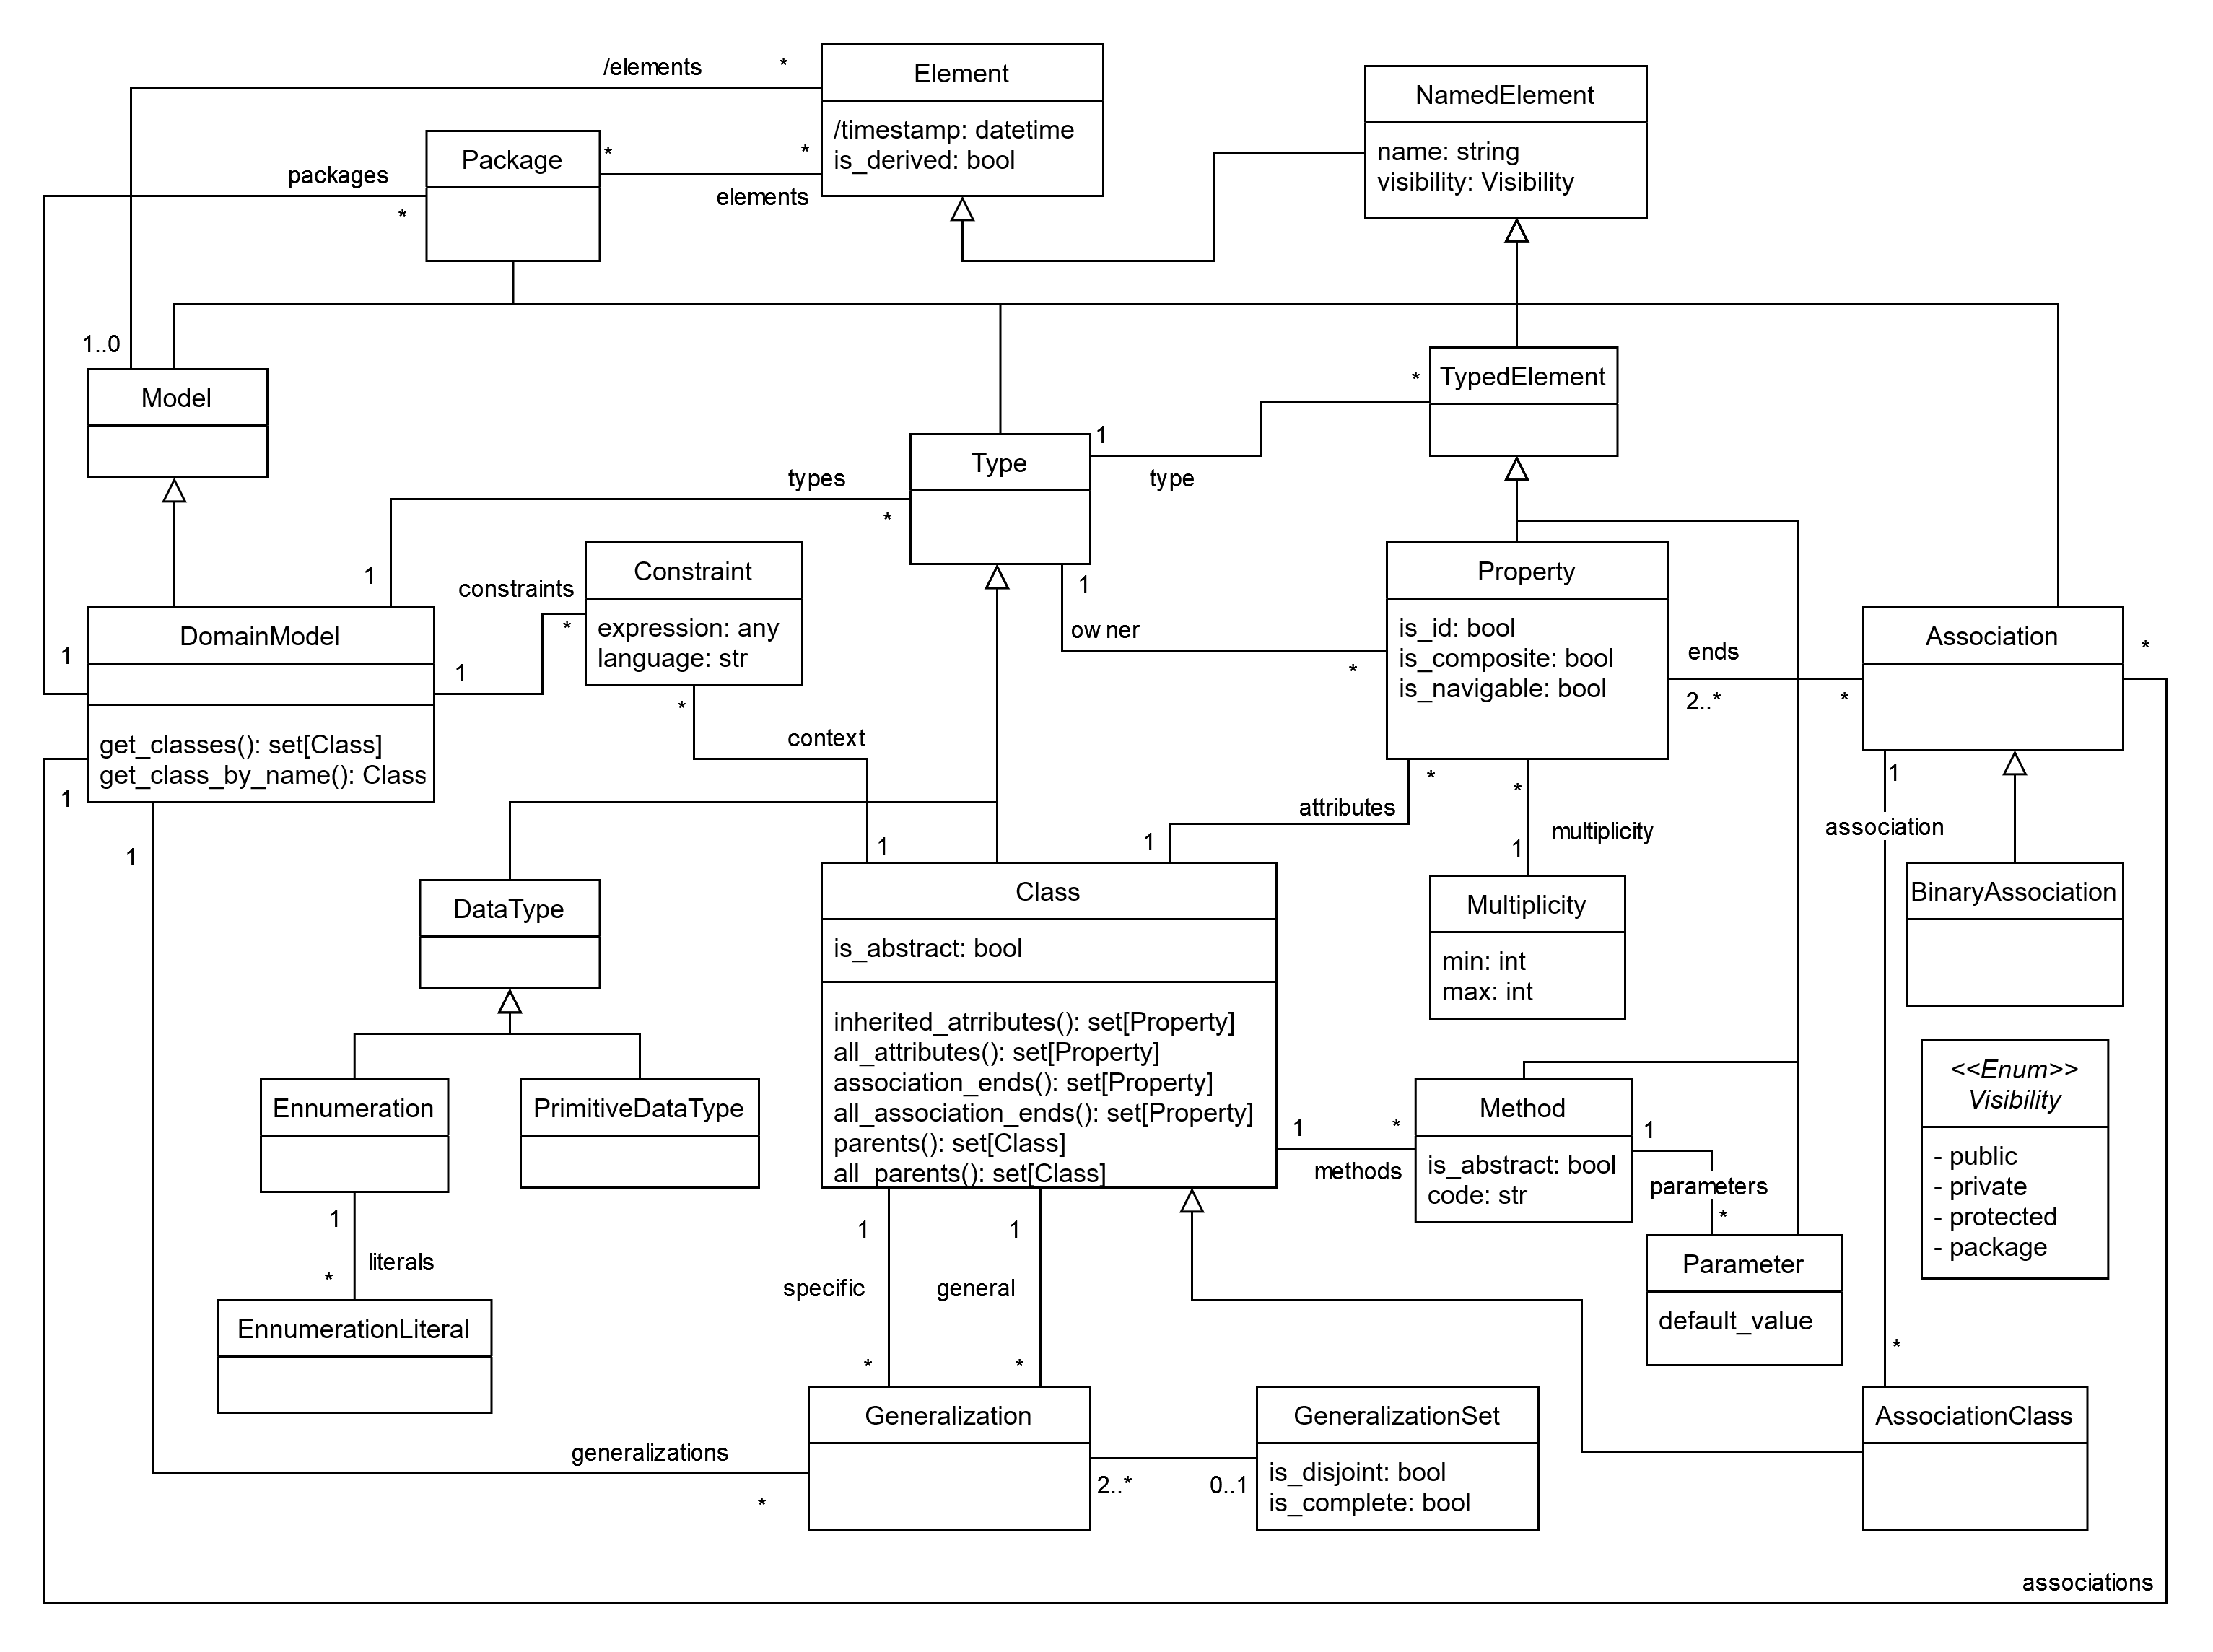 /elements
*
Element
/timestamp: datetime
is_derived: bool
NamedElement
name: string
visibility: Visibility
Package
*
*
elements
packages
*
1..0
Model
TypedElement
*
1
type
Type
types
*
1
Constraint
expression: any
language: str
constraints
*
1
DomainModel
get_classes(): set[Class]
get_class_by_name(): Class
1
1
1
1
owner
*
Property
is_id: bool
is_composite: bool
is_navigable: bool
ends
2..*
*
Association
*
*
context
1
attributes
*
1
*
multiplicity
1
1
association
DataType
Class
is_abstract: bool
inherited_atrributes(): set[Property]
all_attributes(): set[Property]
association_ends(): set[Property]
all_association_ends(): set[Property]
parents(): set[Class]
all_parents(): set[Class]
Multiplicity
min: int
max: int
BinaryAssociation
<<Enum>>
Visibility
- public
- private
- protected
- package
Ennumeration
PrimitiveDataType
1
*
methods
Method
is_abstract: bool
code: str
1
parameters
*
1
literals
*
EnnumerationLiteral
1
specific
*
1
general
*
Parameter
default_value
*
Generalization
generalizations
*
2..*
0..1
GeneralizationSet
is_disjoint: bool
is_complete: bool
AssociationClass
associations